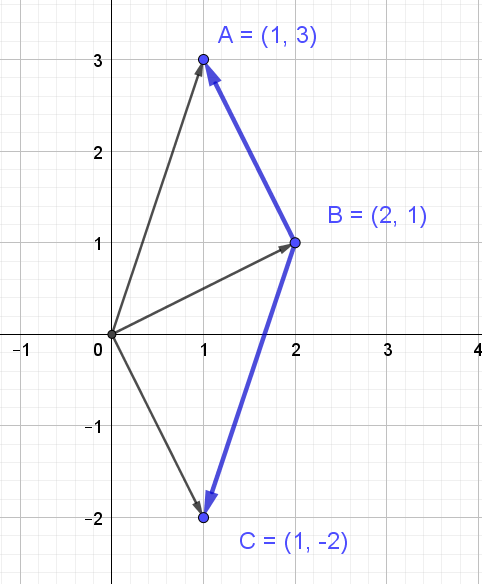 A = (1, 3)
3
2
B = (2, 1)
1
−1 0 1 2 3 4
−1
−2
C = (1, -2)